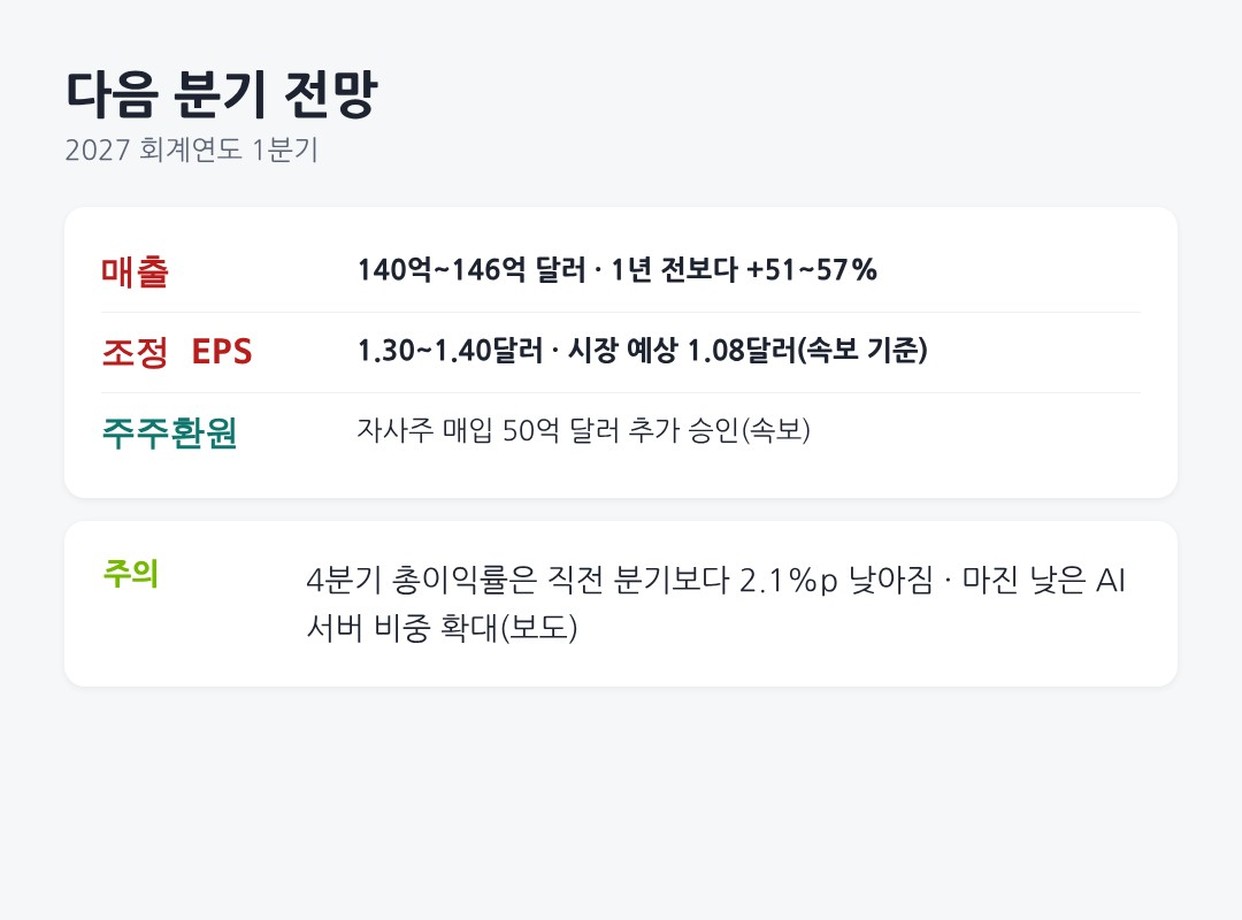 다음 분기 전망
2027 회계연도 1분기
매출 140억~146억 달러 · 1년 전보다 +51~57%
조정 EPS 1.30~1.40달러 · 시장 예상 1.08달러(속보 기준)
주주환원 자사주 매입 50억 달러 추가 승인(속보)
주의 4분기 총이익률은 직전 분기보다 2.1%p 낮아짐 · 마진 낮은 AI
서버 비중 확대(보도)